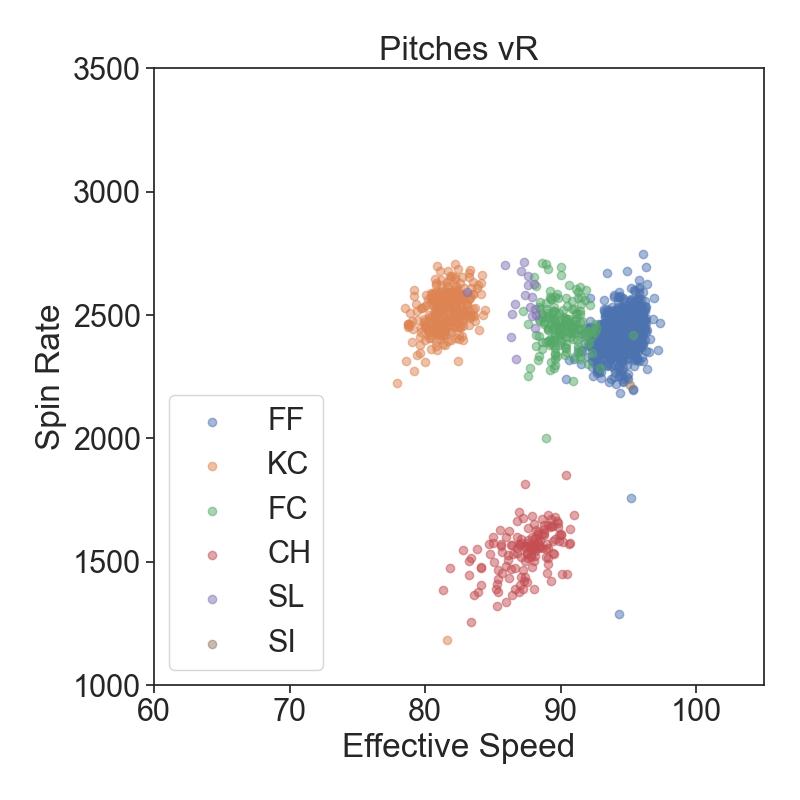 Pitches vR
3500
3000
2500
2000
1500
1000
Spin Rate
FF
KC
FC
CH
SL
SI
60 70 80 90 100
Effective Speed